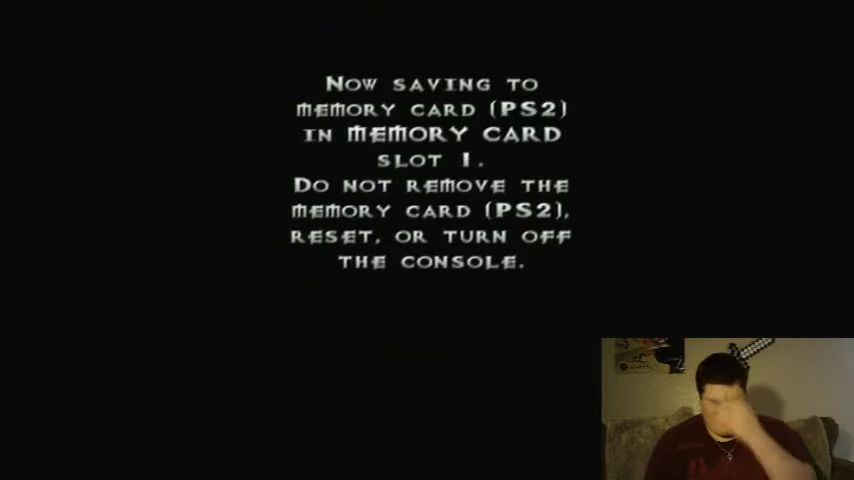 Now saving to
memory card (PS2)
in MEMORY CARD
slot 1.
Do not remove the
memory card (PS2),
reset, or turn off
the console.